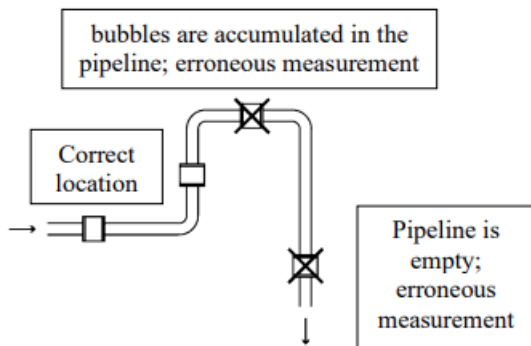 bubbles are accumulated in the
pipeline; erroneous measurement
Correct
location
Pipeline is
empty;
erroneous
measurement